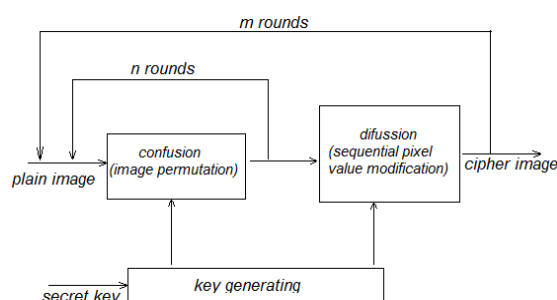 m rounds
n rounds
confusion
(image permutation)
difussion
(sequential pixel
value modification)
plain image
cipher image
secret key
key generating